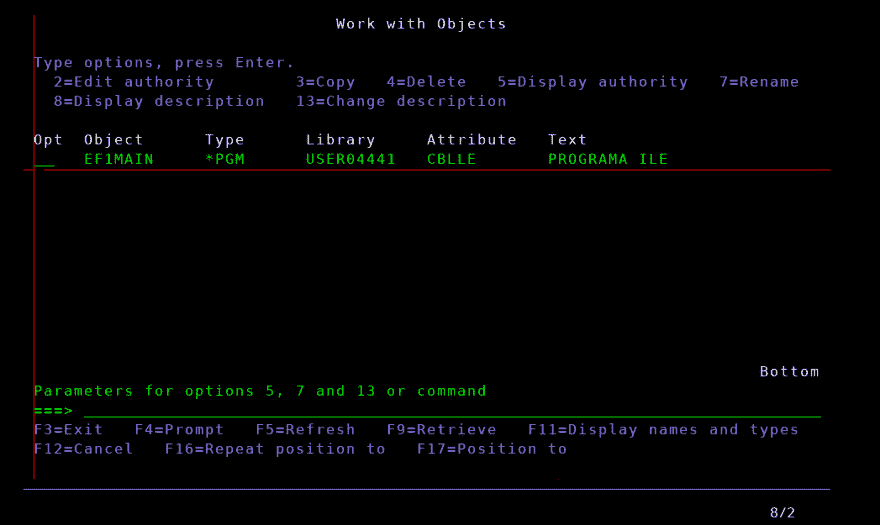 Work with Objects
Type options, press Enter.
2=Edit authority 3=Copy 4=Delete 5=Display authority 7=Rename
8=Display description 13=Change description
Opt Object Type Library Attribute Text
__ EF1MAIN *PGM USER04441 CBLLE PROGRAMA ILE
Bottom
Parameters for options 5, 7 and 13 or command
===>
F3=Exit F4=Prompt F5=Refresh F9=Retrieve F11=Display names and types
F12=Cancel F16=Repeat position to F17=Position to
8/2